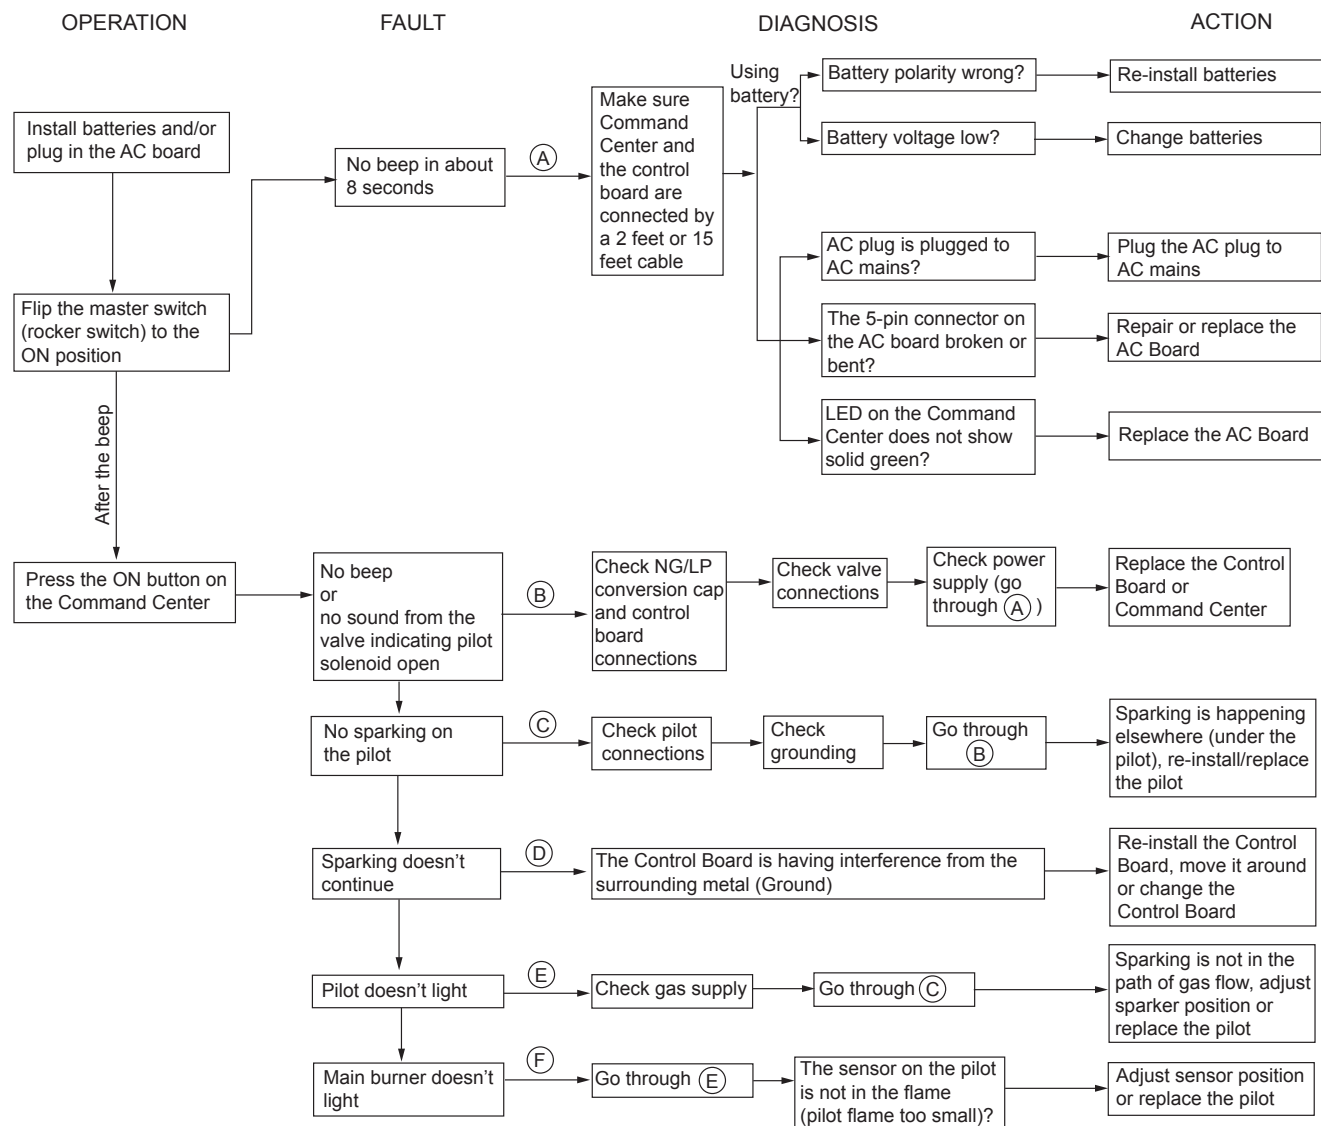 OPERATION
FAULT
DIAGNOSIS
ACTION
Install batteries and/or
plug in the AC board
Flip the master switch
(rocker switch) to the
ON position
After the beep
No beep in about
8 seconds
A
Make sure
Command
Center and
the control
board are
connected by
a 2 feet or 15
feet cable
Using
battery?
Battery polarity wrong?
Re-install batteries
Battery voltage low?
Change batteries
AC plug is plugged to
AC mains?
Plug the AC plug to
AC mains
The 5-pin connector on
the AC board broken or
bent?
Repair or replace the
AC Board
LED on the Command
Center does not show
solid green?
Replace the AC Board
Press the ON button on
the Command Center
No beep
or
no sound from the
valve indicating pilot
solenoid open
B
Check NG/LP
conversion cap
and control
board
connections
Check valve
connections
Check power
supply (go
through A )
Replace the Control
Board or
Command Center
No sparking on
the pilot
C
Check pilot
connections
Check
grounding
Go through
B
Sparking is happening
elsewhere (under the
pilot), re-install/replace
the pilot
Sparking doesn't
continue
D
The Control Board is having interference from the
surrounding metal (Ground)
Re-install the Control
Board, move it around
or change the
Control Board
Pilot doesn't light
E
Check gas supply
Go through C
Sparking is not in the
path of gas flow, adjust
sparker position or
replace the pilot
Main burner doesn't
light
F
Go through E
The sensor on the pilot
is not in the flame
(pilot flame too small)?
Adjust sensor position
or replace the pilot